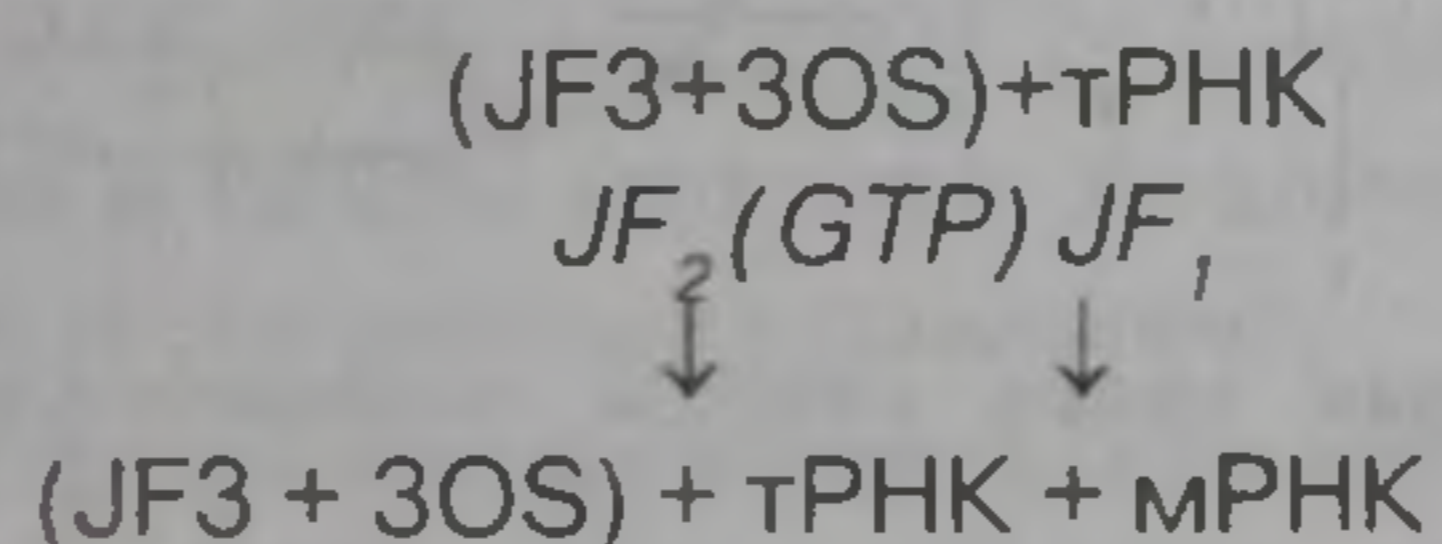 (JF3+3OS)+тРНК
JF₂(GTP) JF₁
(JF3 + 3OS) + тРНК + мРНК